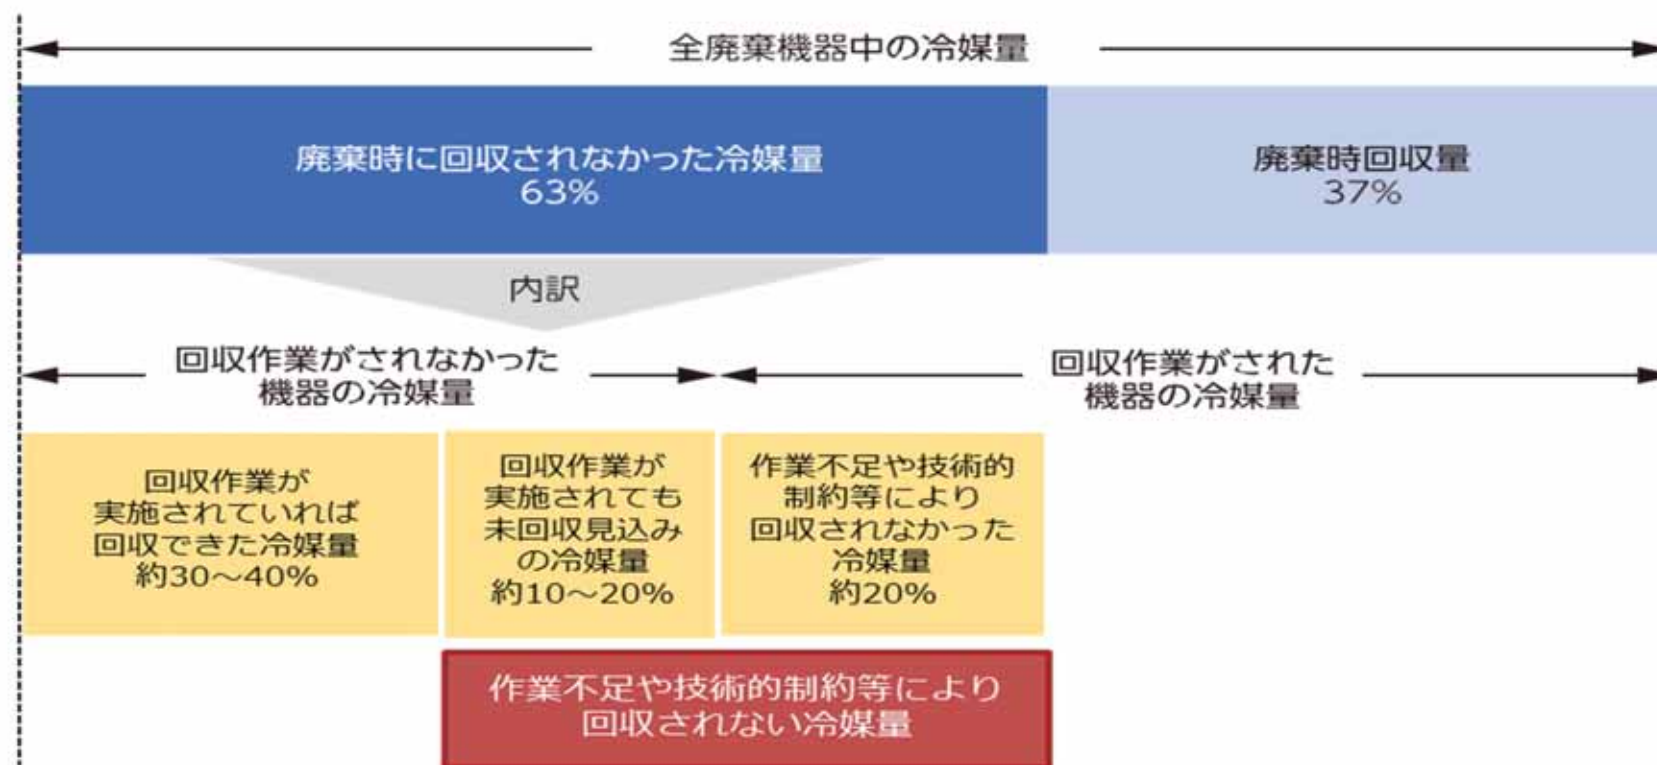 全廃棄機器中の冷媒量
廃棄時に回収されなかった冷媒量
63%
廃棄時回収量
37%
内訳
回収作業がされなかった
機器の冷媒量
回収作業がされた
機器の冷媒量
回収作業が
実施されていれば
回収できた冷媒量
約30～40%
回収作業が
実施されても
未回収見込み
の冷媒量
約10～20%
作業不足や技術的
制約等により
回収されなかった
冷媒量
約20%
作業不足や技術的制約等により
回収されない冷媒量